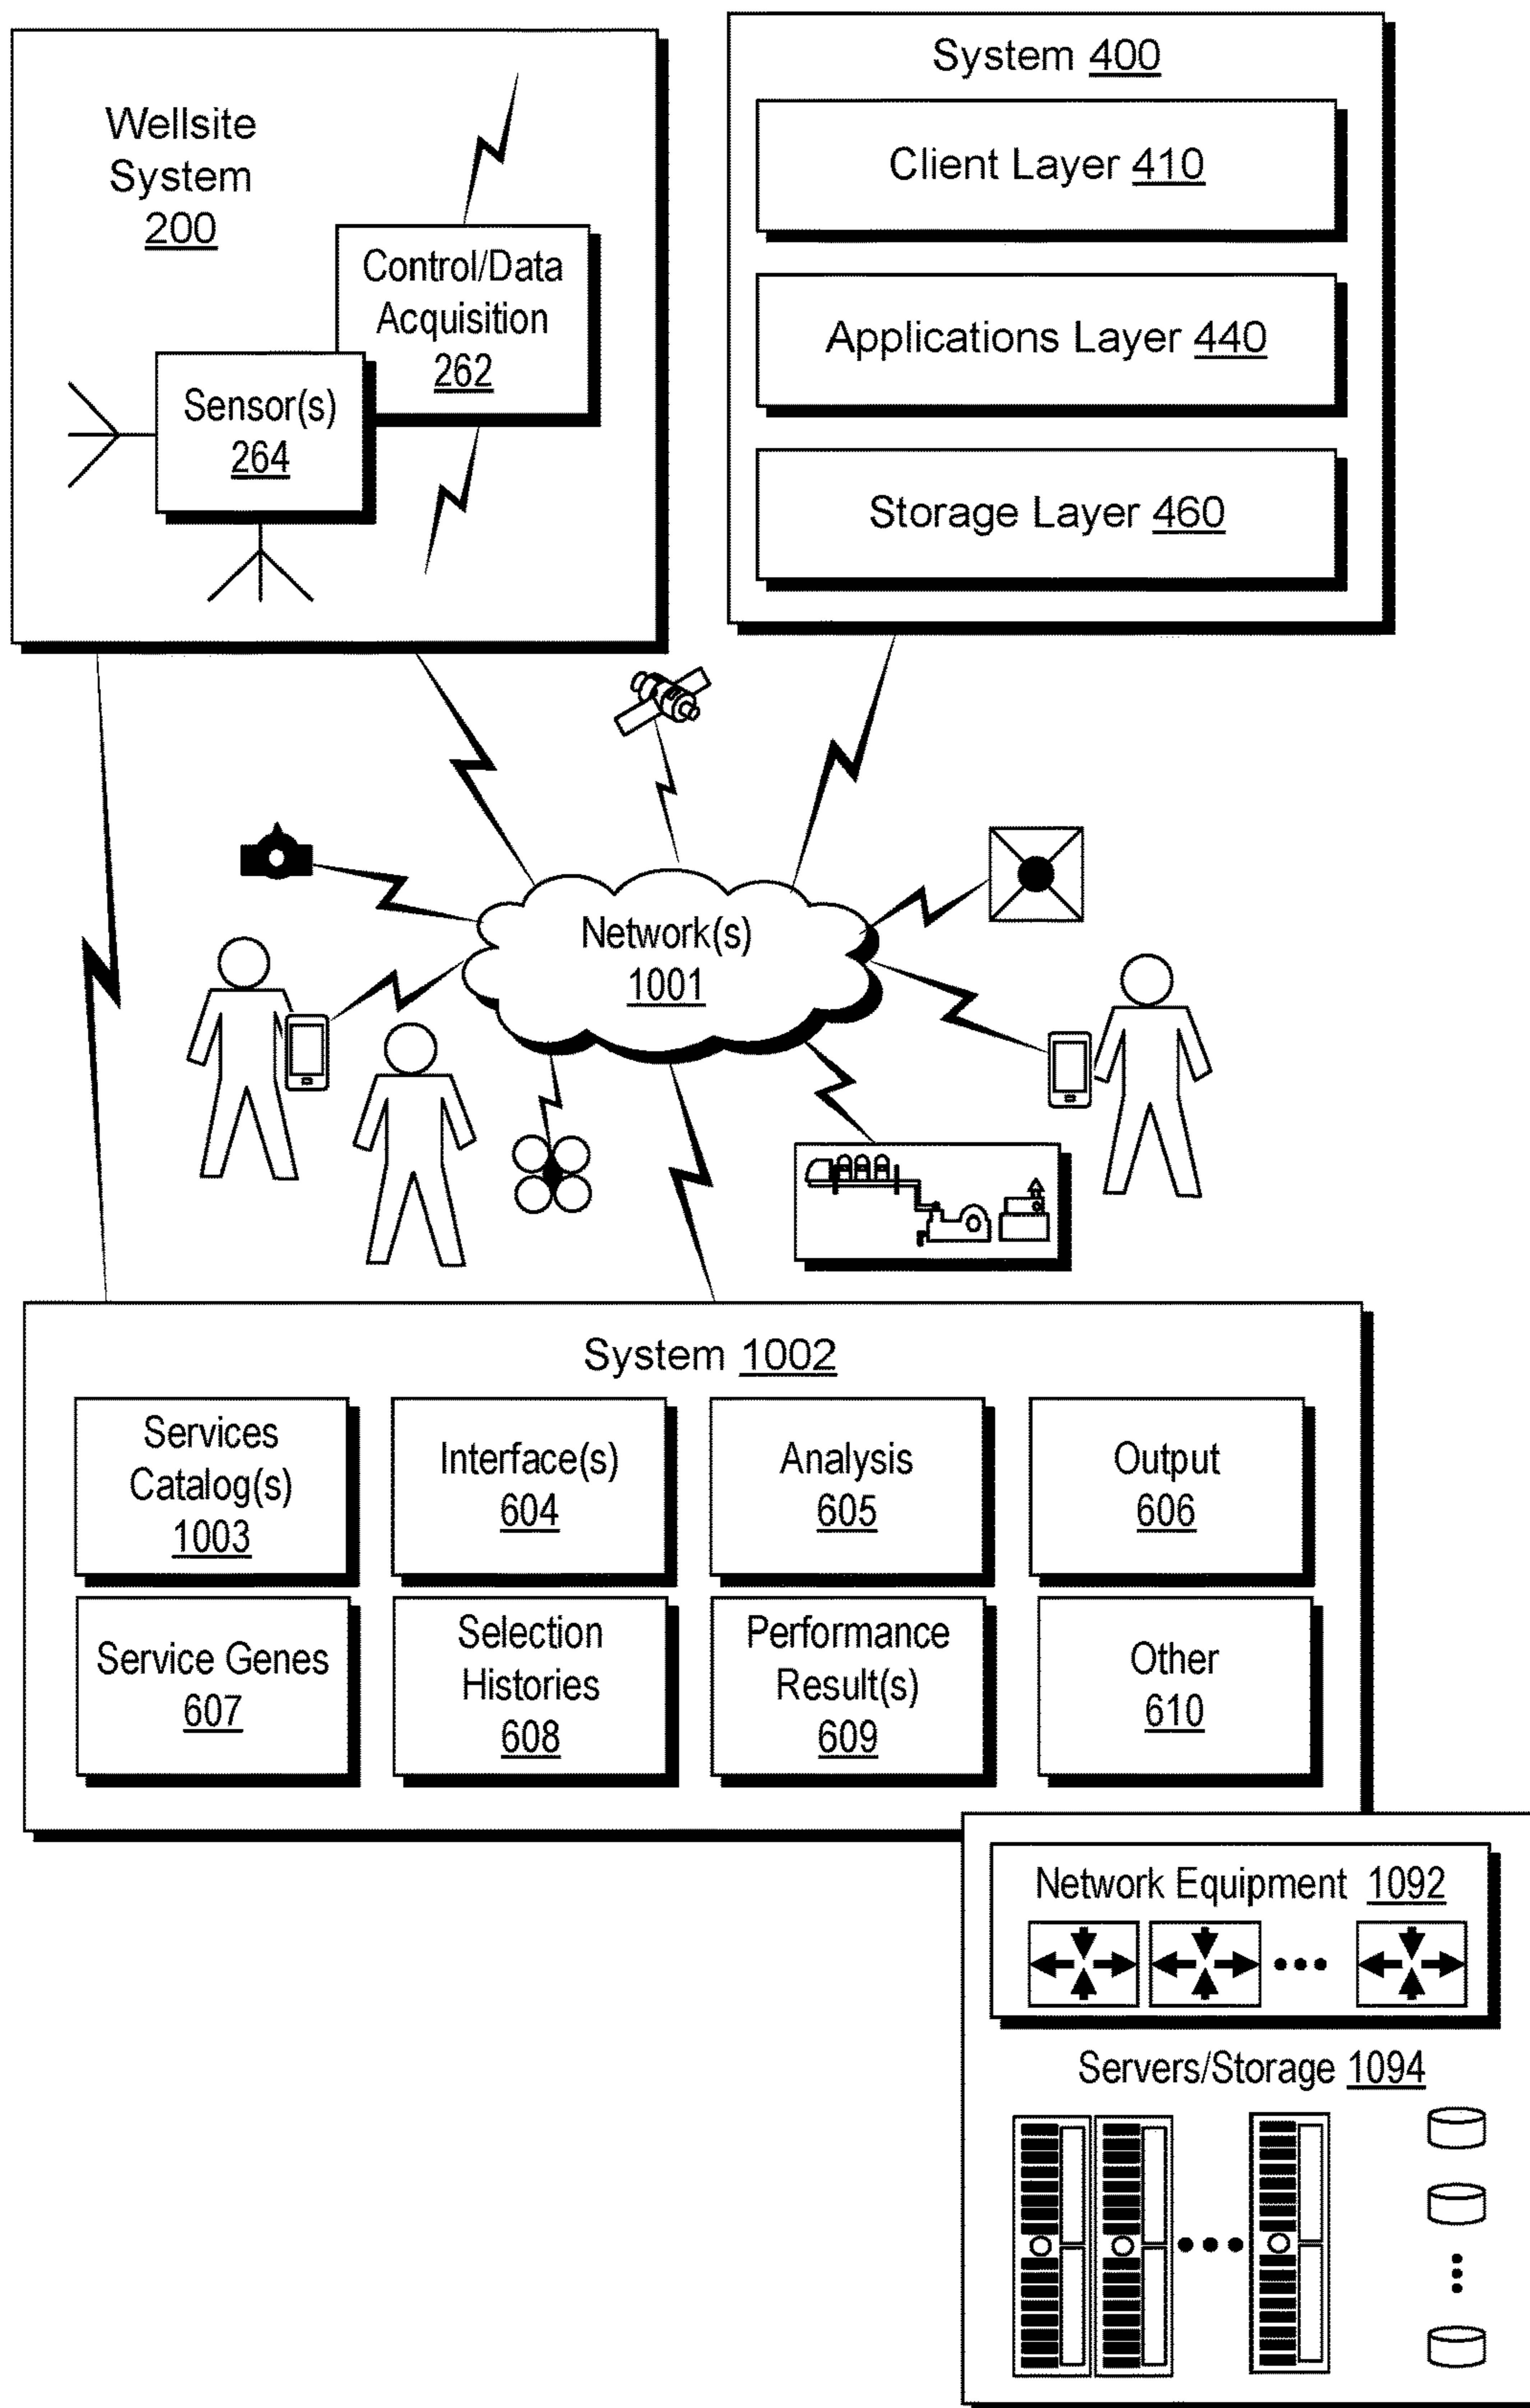 Wellsite
System
200
Control/Data
Acquisition
262
Sensor(s)
264
System 400
Client Layer 410
Applications Layer 440
Storage Layer 460
Network(s)
1001
System 1002
Services
Catalog(s)
1003
Interface(s)
604
Analysis
605
Output
606
Service Genes
607
Selection
Histories
608
Performance
Result(s)
609
Other
610
Network Equipment 1092
Servers/Storage 1094